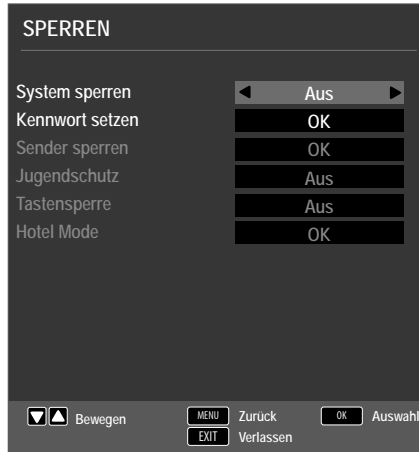 SPERREN
System sperren Aus
Kennwort setzen OK
Sender sperren OK
Jugendschutz Aus
Tastensperre Aus
Hotel Mode OK
Bewegen MENU Zurück OK Auswahl
EXIT Verlassen